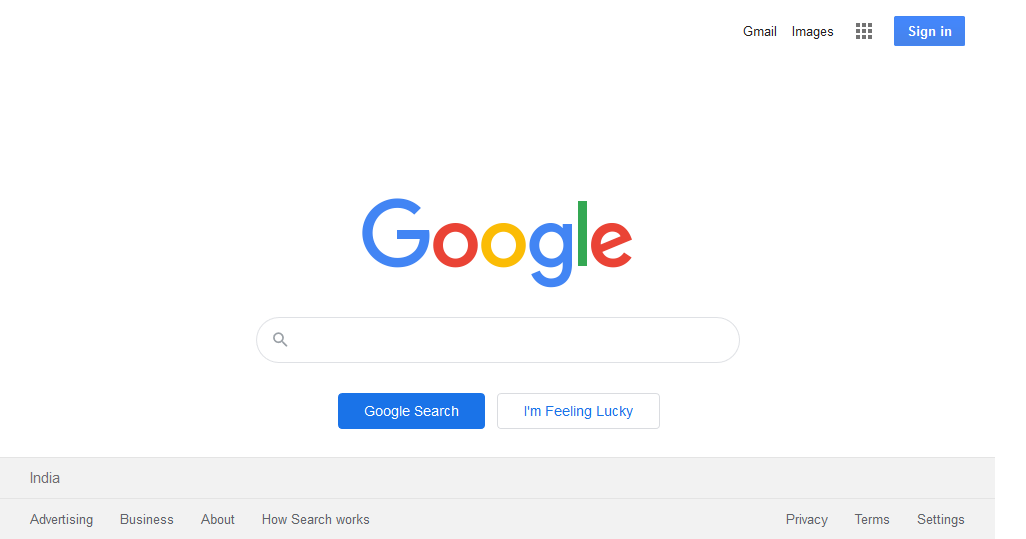 Gmail Images Sign in
Google
Google Search I'm Feeling Lucky
India
Advertising Business About How Search works Privacy Terms Settings